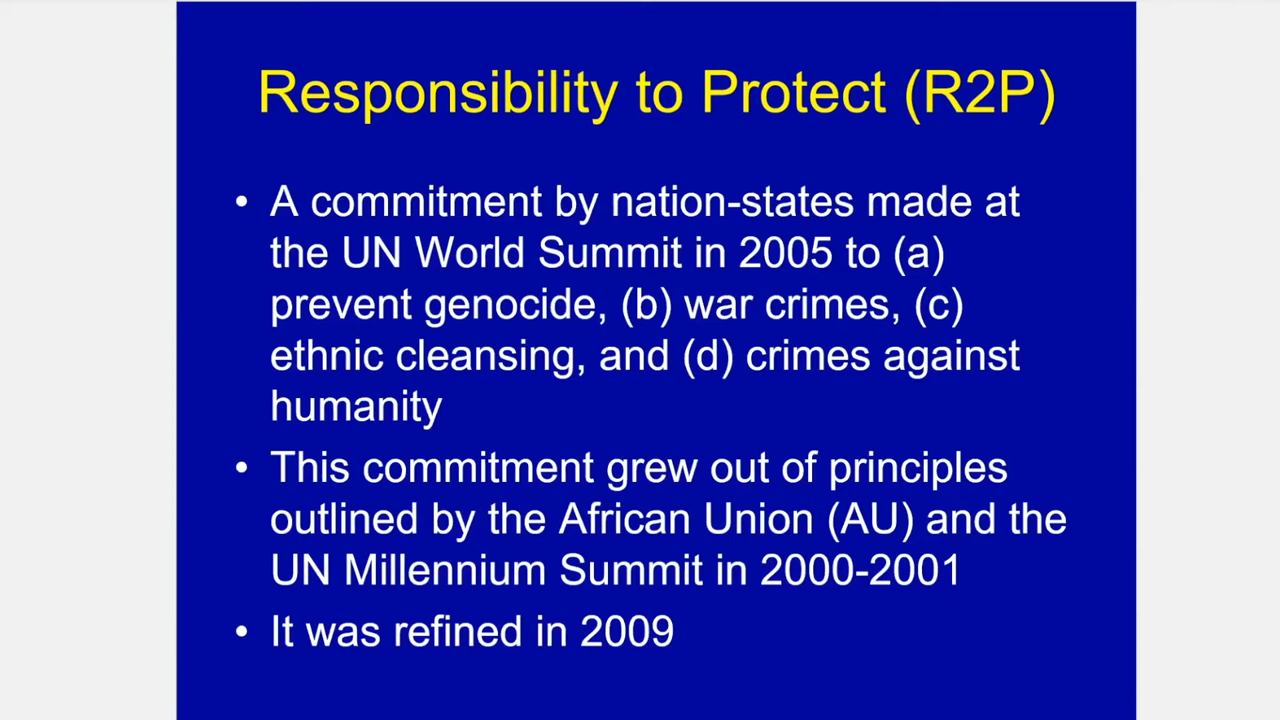 Responsibility to Protect (R2P)
• A commitment by nation-states made at
the UN World Summit in 2005 to (a)
prevent genocide, (b) war crimes, (c)
ethnic cleansing, and (d) crimes against
humanity
• This commitment grew out of principles
outlined by the African Union (AU) and the
UN Millennium Summit in 2000-2001
• It was refined in 2009